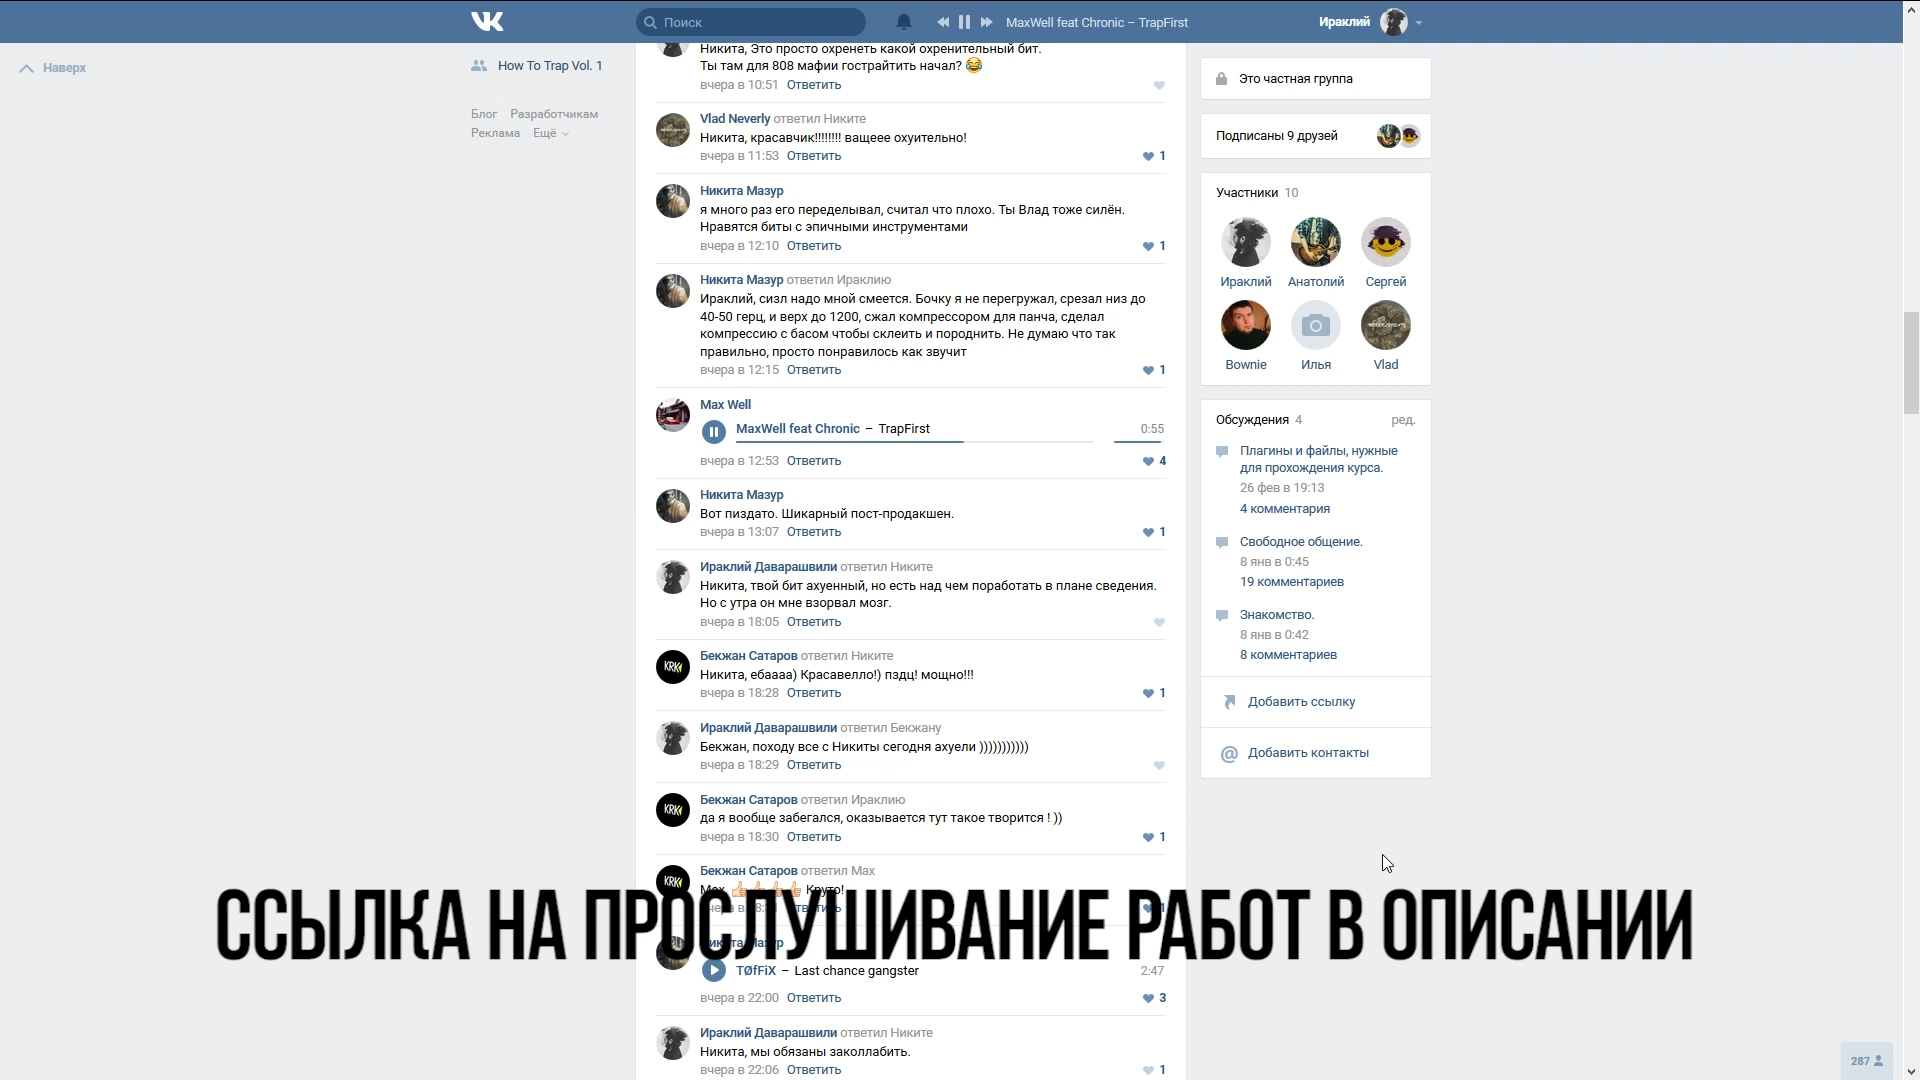 Поиск
MaxWell feat Chronic – TrapFirst
Ираклий
Наверх
How To Trap Vol. 1
Блог Разработчикам
Реклама Ещё
Никита, Это просто охренеть какой охренительный бит.
Ты там для 808 мафии гострайтить начал? 😂
вчера в 10:51 Ответить
Vlad Neverly ответил Никите
Никита, красавчик!!!!!!!! ващеее охуительно!
вчера в 11:53 Ответить
1
Никита Мазур
я много раз его переделывал, считал что плохо. Ты Влад тоже силён.
Нравятся биты с эпичными инструментами
вчера в 12:10 Ответить
1
Никита Мазур ответил Ираклию
Ираклий, сизл надо мной смеется. Бочку я не перегружал, срезал низ до
40-50 герц, и верх до 1200, сжал компрессором для панча, сделал
компрессию с басом чтобы склеить и породнить. Не думаю что так
правильно, просто понравилось как звучит
вчера в 12:15 Ответить
1
Max Well
MaxWell feat Chronic – TrapFirst
0:55
вчера в 12:53 Ответить
4
Никита Мазур
Вот пиздато. Шикарный пост-продакшен.
вчера в 13:07 Ответить
1
Ираклий Даварашвили ответил Никите
Никита, твой бит ахуенный, но есть над чем поработать в плане сведения.
Но с утра он мне взорвал мозг.
вчера в 18:05 Ответить
Бекжан Сатаров ответил Никите
Никита, ебаааа) Красавелло!) пздц! мощно!!!
вчера в 18:28 Ответить
1
Ираклий Даварашвили ответил Бекжану
Бекжан, походу все с Никиты сегодня ахуели )))))))))))
вчера в 18:29 Ответить
Бекжан Сатаров ответил Ираклию
да я вообще забегался, оказывается тут такое творится ! ))
вчера в 18:30 Ответить
1
Бекжан Сатаров ответил Max
Max, 👍👍👍👍 Круто!
1
ССЫЛКА НА ПРОСЛУШИВАНИЕ РАБОТ В ОПИСАНИИ
Никита Мазур
TØfFiX – Last chance gangster
2:47
вчера в 22:00 Ответить
3
Ираклий Даварашвили ответил Никите
Никита, мы обязаны заколлабить.
вчера в 22:06 Ответить
1
Это частная группа
Подписаны 9 друзей
Участники 10
Ираклий Анатолий Сергей
Bownie Илья Vlad
Обсуждения 4
ред.
Плагины и файлы, нужные
для прохождения курса.
26 фев в 19:13
4 комментария
Свободное общение.
8 янв в 0:45
19 комментариев
Знакомство.
8 янв в 0:42
8 комментариев
Добавить ссылку
Добавить контакты
287